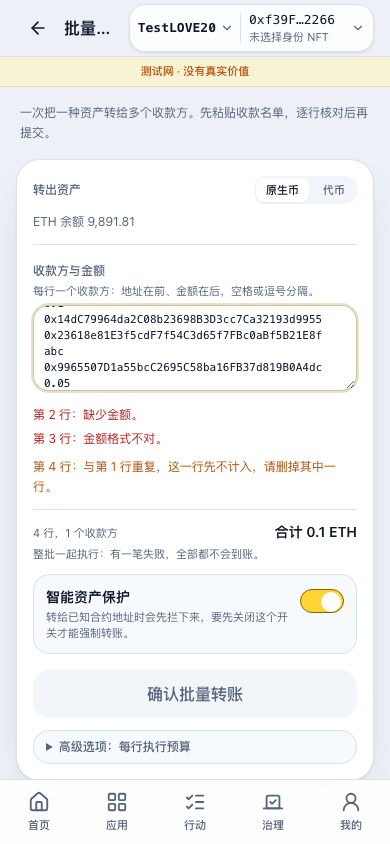 批量...
TestLOVE20
0xf39F…2266
未选择身份 NFT
测试网 · 没有真实价值
一次把一种资产转给多个收款方。先粘贴收款名单，逐行核对后再
提交。
转出资产
原生币
代币
ETH 余额 9,891.81
收款方与金额
每行一个收款方：地址在前、金额在后，空格或逗号分隔。
0x14dC79964da2C08b23698B3D3cc7Ca32193d9955
0x23618e81E3f5cdF7f54C3d65f7FBc0aBf5B21E8f
abc
0x9965507D1a55bcC2695C58ba16FB37d819B0A4dc
0.05
第 2 行：缺少金额。
第 3 行：金额格式不对。
第 4 行：与第 1 行重复，这一行先不计入，请删掉其中一
行。
4 行，1 个收款方
合计 0.1 ETH
整批一起执行：有一笔失败，全部都不会到账。
智能资产保护
转给已知合约地址时会先拦下来，要先关闭这个开
关才能强制转账。
确认批量转账
高级选项：每行执行预算
首页
应用
行动
治理
我的